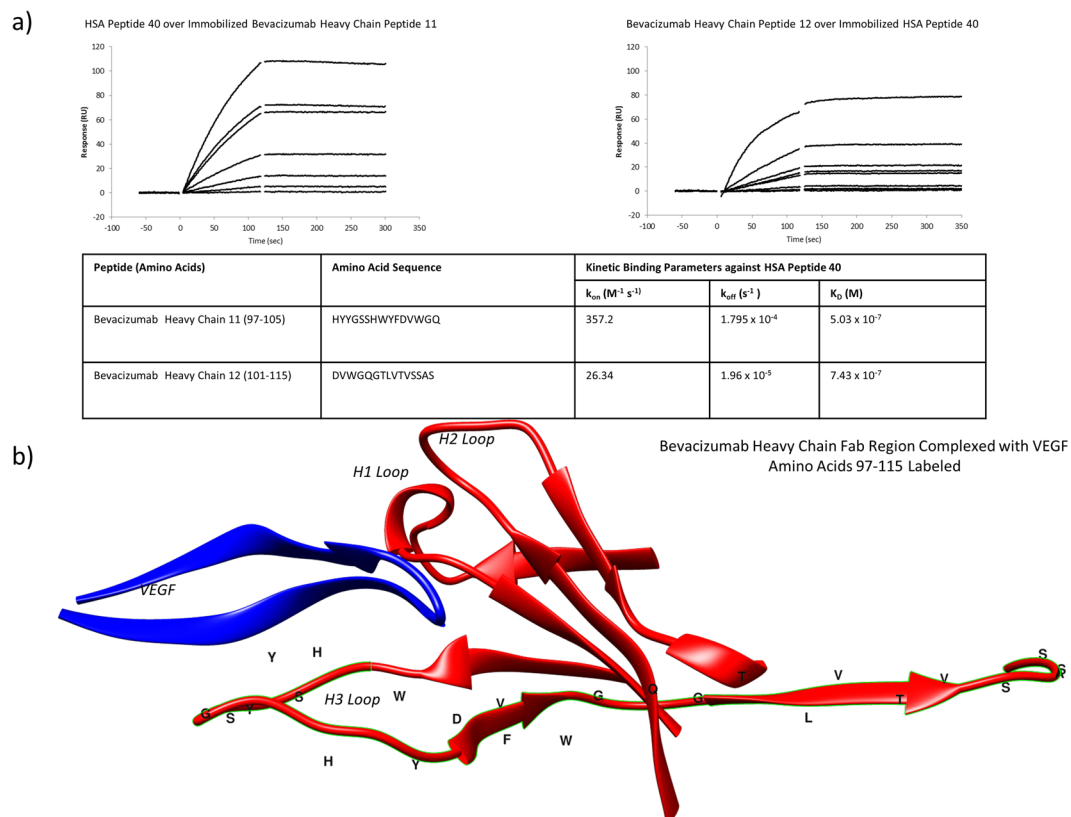 a)
HSA Peptide 40 over Immobilized Bevacizumab Heavy Chain Peptide 11
120
100
80
60
40
20
0
-20
Response (RU)
-100 -50 0 50 100 150 200 250 300 350
Time (sec)
Bevacizumab Heavy Chain Peptide 12 over Immobilized HSA Peptide 40
120
100
80
60
40
20
0
-20
Response (RU)
-100 -50 0 50 100 150 200 250 300 350
Time (sec)
Peptide (Amino Acids) Amino Acid Sequence Kinetic Binding Parameters against HSA Peptide 40
kon (M-1 s-1) koff (s-1 ) KD (M)
Bevacizumab Heavy Chain 11 (97-105) HYYGSSHWYFDVWGQ 357.2 1.795 x 10-4 5.03 x 10-7
Bevacizumab Heavy Chain 12 (101-115) DVWGQGTLVTVSSAS 26.34 1.96 x 10-5 7.43 x 10-7
b)
Bevacizumab Heavy Chain Fab Region Complexed with VEGF
Amino Acids 97-115 Labeled
H2 Loop
H1 Loop
VEGF
H3 Loop
Y H
S W
G S Y
H Y
D V F W
G Q G
T
V L T V
S S S